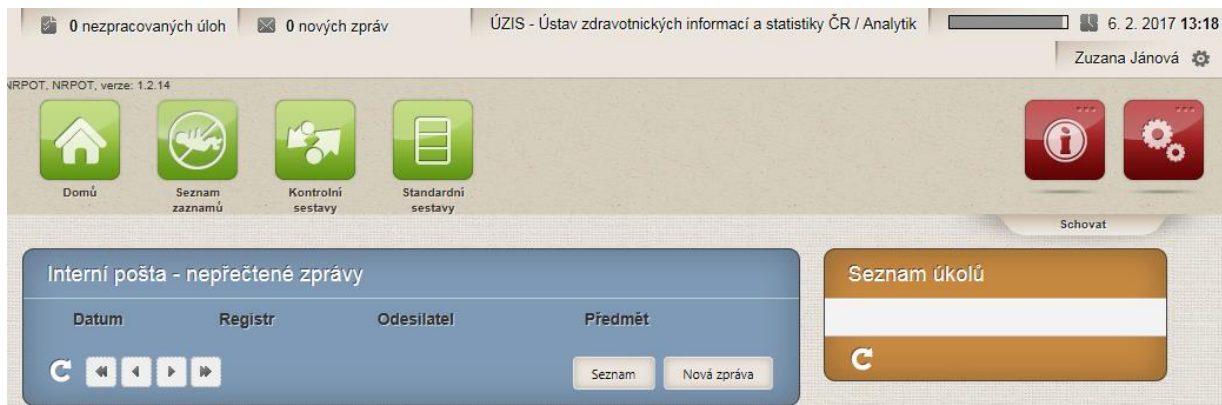 0 nezpracovaných úloh 0 nových zpráv ÚZIS - Ústav zdravotnických informací a statistiky ČR / Analytik 6. 2. 2017 13:18
Zuzana Jánová
NRPOT, NRPOT, verze: 1.2.14
Domů Seznam zaznamů Kontrolní sestavy Standardní sestavy
Schovat
Interní pošta - nepřečtené zprávy Seznam úkolů
Datum Registr Odesilatel Předmět
Seznam Nová zpráva